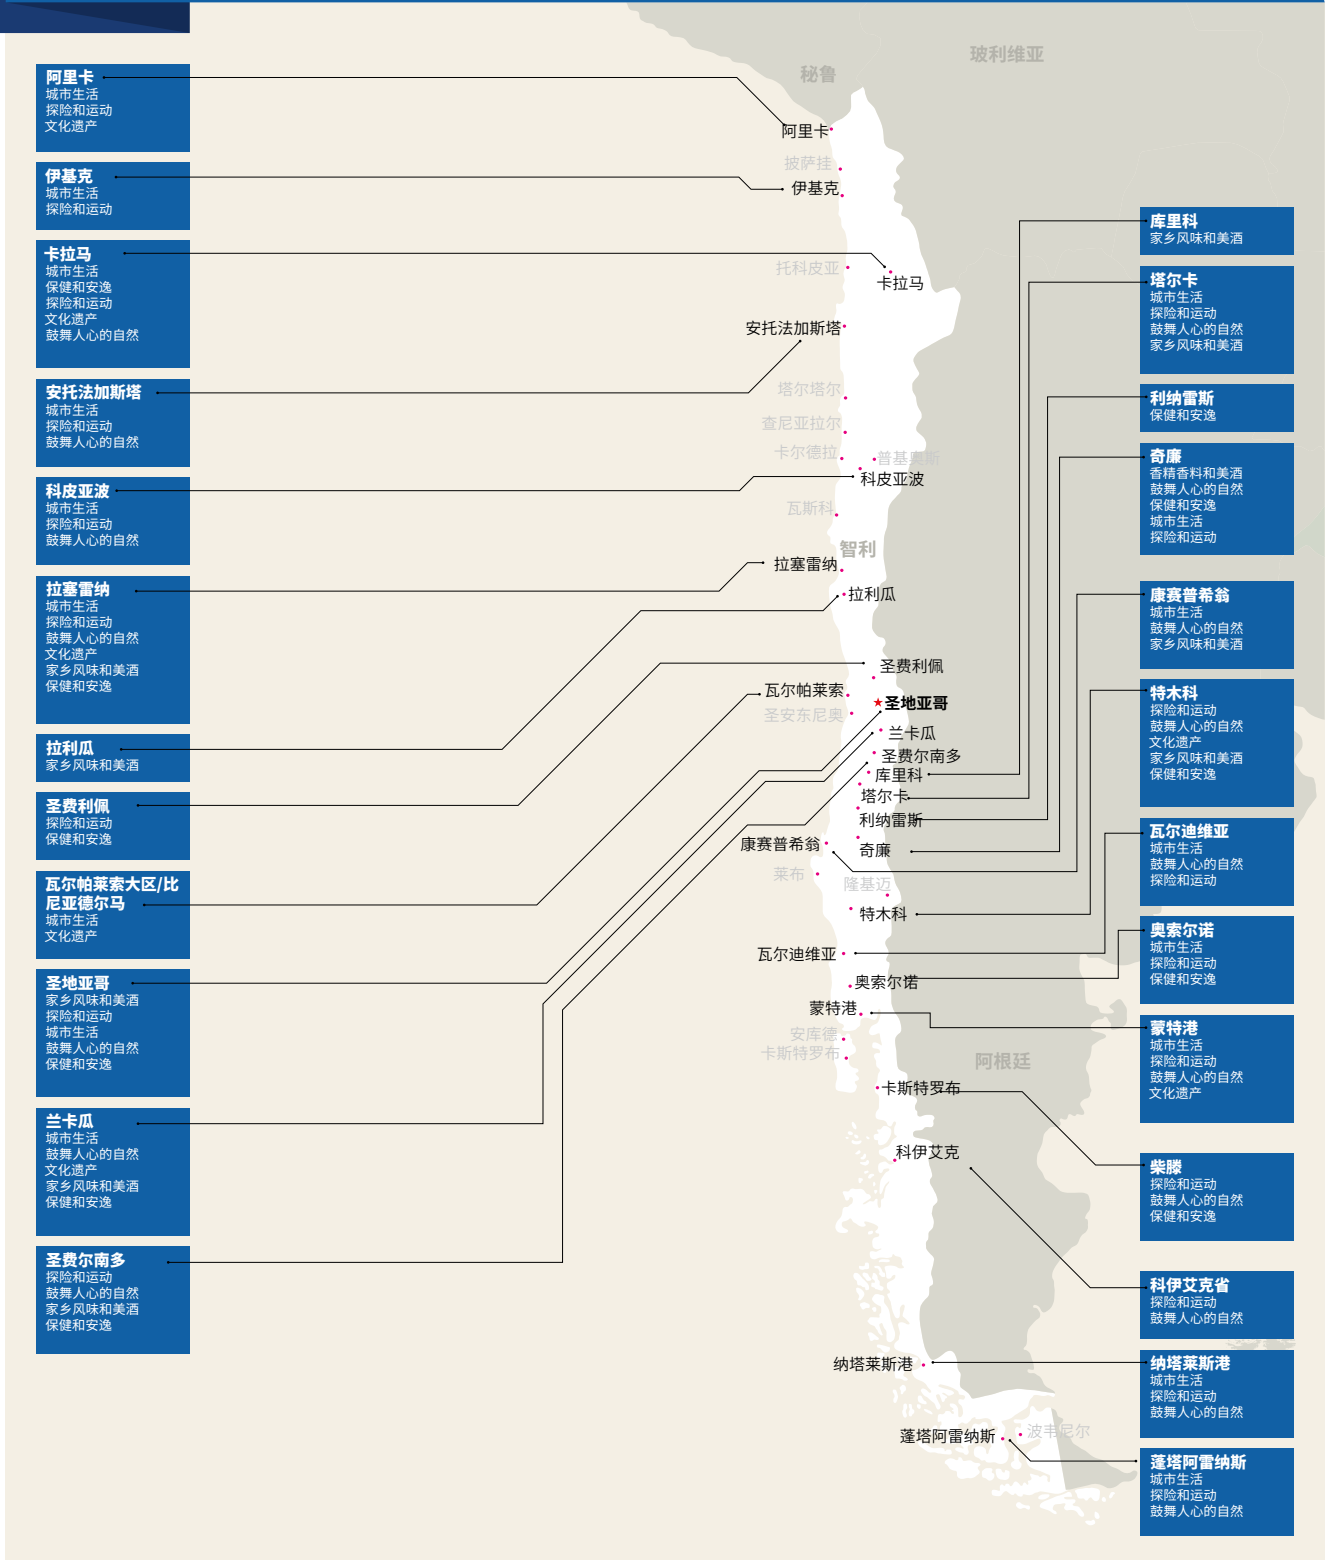 阿里卡
城市生活
探险和运动
文化遗产
伊基克
城市生活
探险和运动
卡拉马
城市生活
保健和安逸
探险和运动
文化遗产
鼓舞人心的自然
安托法加斯塔
城市生活
探险和运动
鼓舞人心的自然
科皮亚波
城市生活
探险和运动
鼓舞人心的自然
拉塞雷纳
城市生活
探险和运动
鼓舞人心的自然
文化遗产
家乡风味和美酒
保健和安逸
拉利瓜
家乡风味和美酒
圣费利佩
探险和运动
保健和安逸
瓦尔帕莱索大区/比
尼亚德尔马
城市生活
文化遗产
圣地亚哥
家乡风味和美酒
探险和运动
城市生活
鼓舞人心的自然
保健和安逸
兰卡瓜
城市生活
鼓舞人心的自然
文化遗产
家乡风味和美酒
保健和安逸
圣费尔南多
探险和运动
鼓舞人心的自然
家乡风味和美酒
保健和安逸
玻利维亚
秘鲁
阿里卡
披萨挂
伊基克
托科皮亚
卡拉马
安托法加斯塔
塔尔塔尔
查尼亚拉尔
卡尔德拉
普基奥斯
科皮亚波
瓦斯科
智利
拉塞雷纳
拉利瓜
圣费利佩
瓦尔帕莱索
圣地亚哥
圣安东尼奥
兰卡瓜
圣费尔南多
库里科
塔尔卡
利纳雷斯
康赛普希翁
奇廉
莱布
隆基迈
特木科
瓦尔迪维亚
奥索尔诺
蒙特港
安库德
卡斯特罗布
阿根廷
卡斯特罗布
科伊艾克
纳塔莱斯港
波韦尼尔
蓬塔阿雷纳斯
库里科
家乡风味和美酒
塔尔卡
城市生活
探险和运动
鼓舞人心的自然
家乡风味和美酒
利纳雷斯
保健和安逸
奇廉
香精香料和美酒
鼓舞人心的自然
保健和安逸
城市生活
探险和运动
康赛普希翁
城市生活
鼓舞人心的自然
家乡风味和美酒
特木科
探险和运动
鼓舞人心的自然
文化遗产
家乡风味和美酒
保健和安逸
瓦尔迪维亚
城市生活
鼓舞人心的自然
探险和运动
奥索尔诺
城市生活
探险和运动
保健和安逸
蒙特港
城市生活
探险和运动
鼓舞人心的自然
文化遗产
柴滕
探险和运动
鼓舞人心的自然
保健和安逸
科伊艾克省
探险和运动
鼓舞人心的自然
纳塔莱斯港
城市生活
探险和运动
鼓舞人心的自然
蓬塔阿雷纳斯
城市生活
探险和运动
鼓舞人心的自然